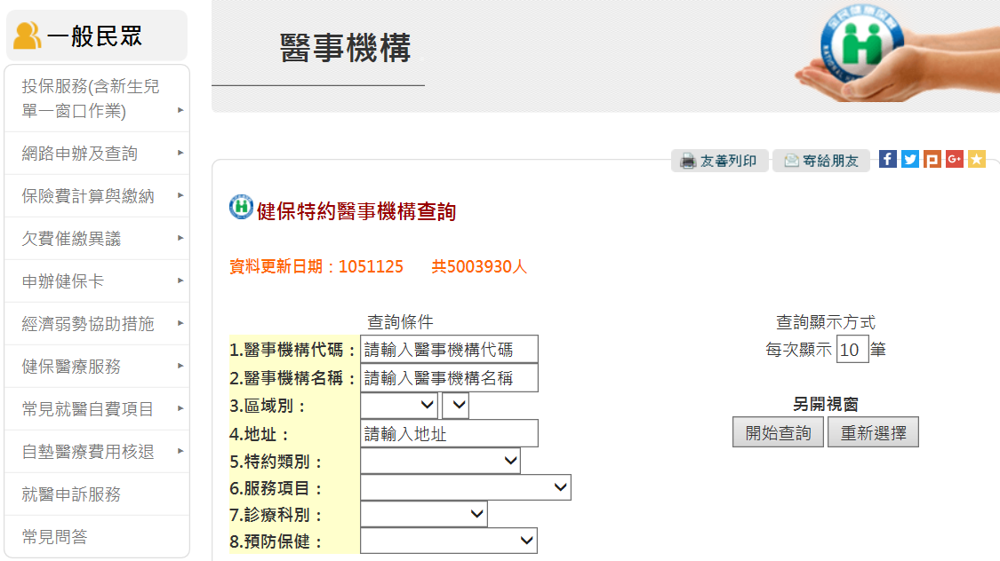 一般民眾
投保服務(含新生兒
單一窗口作業)
網路申辦及查詢
保險費計算與繳納
欠費催繳異議
申辦健保卡
經濟弱勢協助措施
健保醫療服務
常見就醫自費項目
自墊醫療費用核退
就醫申訴服務
常見問答
醫事機構
友善列印 寄給朋友
健保特約醫事機構查詢
資料更新日期：1051125 共5003930人
查詢條件
1.醫事機構代碼： 請輸入醫事機構代碼
2.醫事機構名稱： 請輸入醫事機構名稱
3.區域別：
4.地址： 請輸入地址
5.特約類別：
6.服務項目：
7.診療科別：
8.預防保健：
查詢顯示方式
每次顯示 10 筆
另開視窗
開始查詢 重新選擇